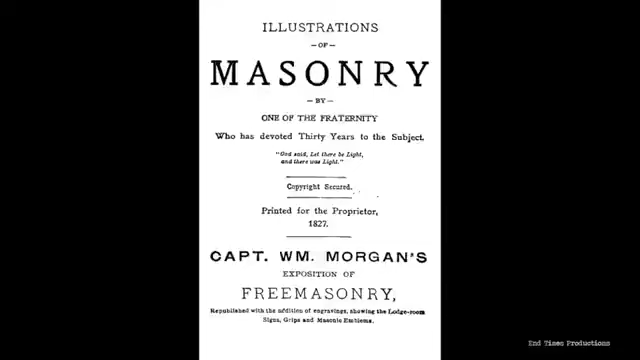 ILLUSTRATIONS
—OF—
MASONRY
—BY—
ONE OF THE FRATERNITY
Who has devoted Thirty Years to the Subject.
"God said, Let there be Light,
and there was Light."
Copyright Secured.
Printed for the Proprietor,
1827.
CAPT. WM. MORGAN'S
EXPOSITION OF
FREEMASONRY,
Republished with the addition of engravings, showing the Lodge-room
Signs, Grips and Masonic Emblems.
End Times Productions